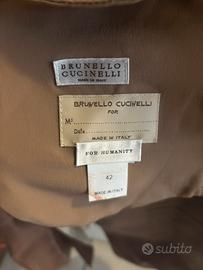 BRUNELLO
CUCINELLI
MADE IN ITALY
BRUNELLO CUCINELLI
FOR
M:
Date
MADE IN ITALY
FOR HUMANITY
42
MADE IN ITALY
subito